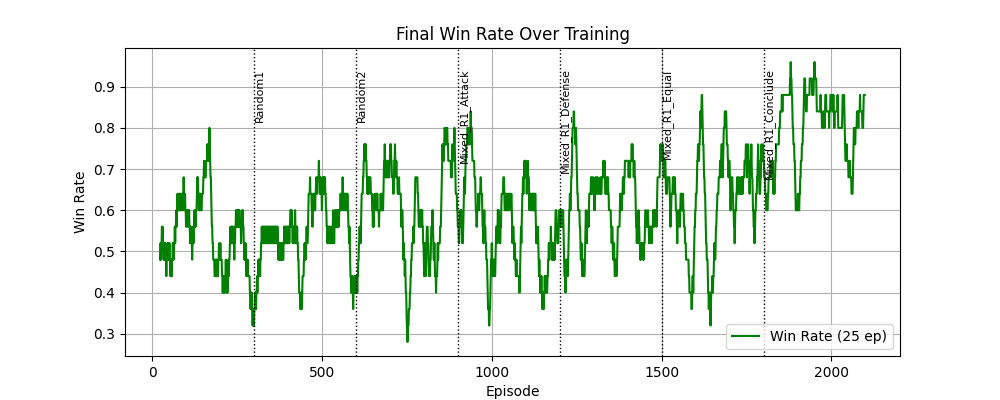 Final Win Rate Over Training
Win Rate
0.9
0.8
0.7
0.6
0.5
0.4
0.3
Random1
Random2
Mixed_R1_Attack
Mixed_R1_Defense
Mixed_R1_Equal
Mixed_R1_Conclude
Win Rate (25 ep)
0
500
1000
1500
2000
Episode